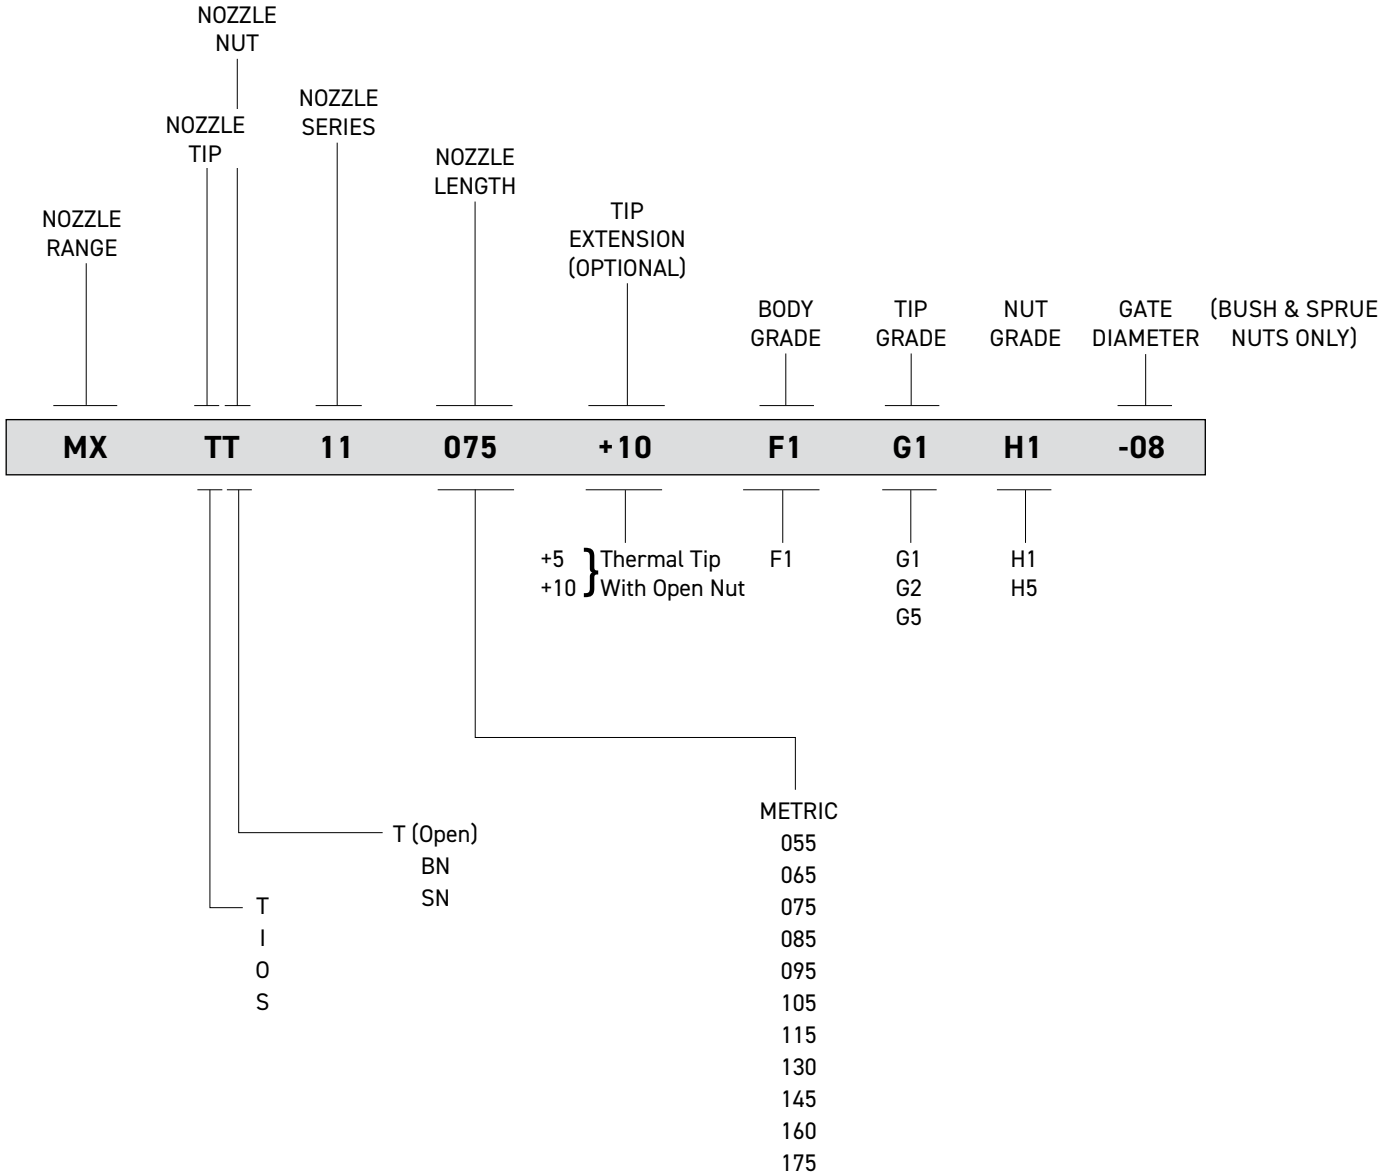 NOZZLE
NUT
NOZZLE
TIP
NOZZLE
SERIES
NOZZLE
LENGTH
NOZZLE
RANGE
TIP
EXTENSION
(OPTIONAL)
BODY
GRADE
TIP
GRADE
NUT
GRADE
GATE
DIAMETER
(BUSH & SPRUE
NUTS ONLY)
MX TT 11 075 +10 F1 G1 H1 -08
+5 } Thermal Tip
+10 With Open Nut
F1
G1
G2
G5
H1
H5
T (Open)
BN
SN
T
I
O
S
METRIC
055
065
075
085
095
105
115
130
145
160
175